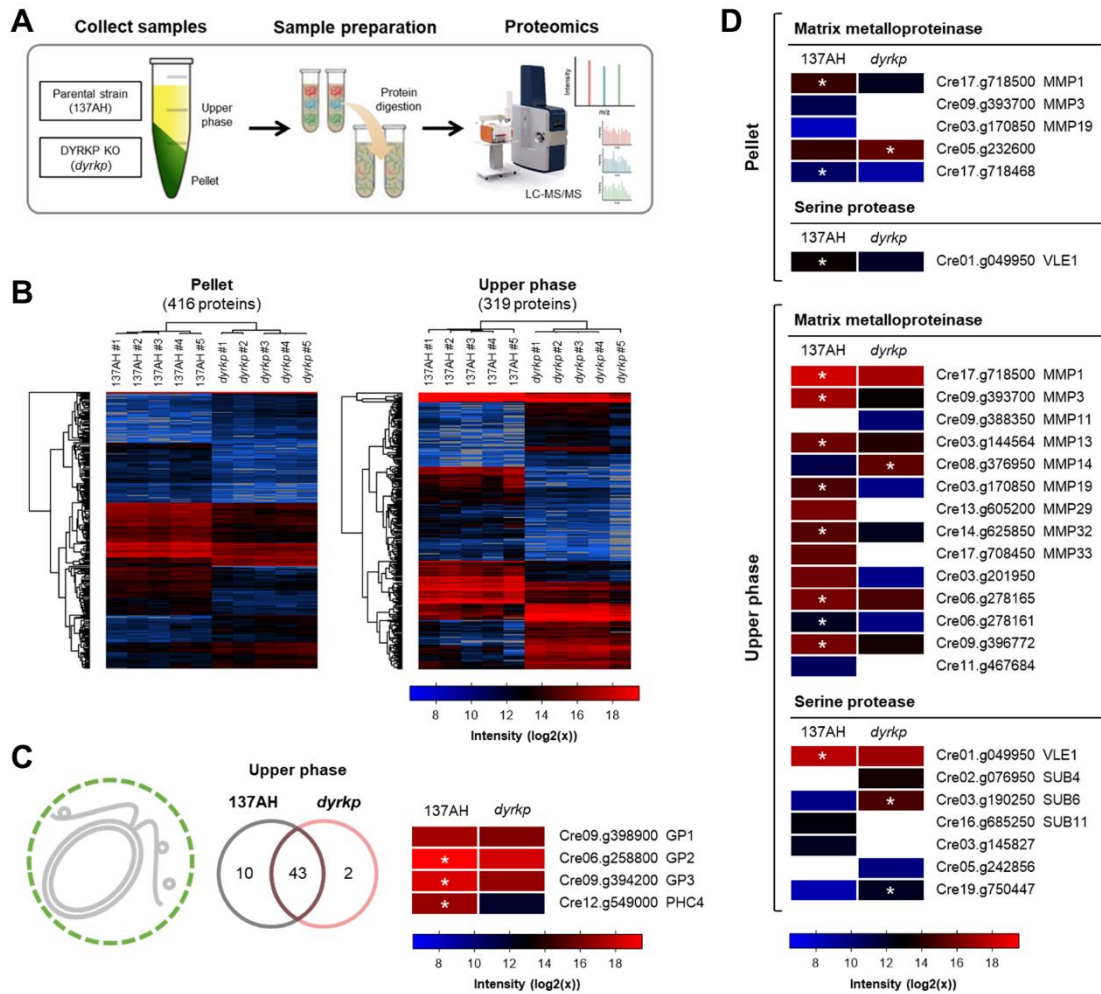 A
Collect samples
Sample preparation
Proteomics
Parental strain
(137AH)
DYRKP KO
(dyrkp)
Upper
phase
Pellet
Protein
digestion
Intensity
LC-MS/MS
B
Pellet
(416 proteins)
137AH #1
137AH #2
137AH #3
137AH #4
137AH #5
dyrkp #1
dyrkp #2
dyrkp #3
dyrkp #4
dyrkp #5
Upper phase
(319 proteins)
137AH #1
137AH #2
137AH #3
137AH #4
137AH #5
dyrkp #1
dyrkp #2
dyrkp #3
dyrkp #4
dyrkp #5
8 10 12 14 16 18
Intensity (log2(x))
C
Upper phase
137AH dyrkp
10 43 2
137AH dyrkp
Cre09.g398900 GP1
* Cre06.g258800 GP2
* Cre09.g394200 GP3
* Cre12.g549000 PHC4
8 10 12 14 16 18
Intensity (log2(x))
D
Pellet
Matrix metalloproteinase
137AH dyrkp
* Cre17.g718500 MMP1
Cre09.g393700 MMP3
Cre03.g170850 MMP19
* Cre05.g232600
* Cre17.g718468
Serine protease
137AH dyrkp
* Cre01.g049950 VLE1
Upper phase
Matrix metalloproteinase
137AH dyrkp
* Cre17.g718500 MMP1
* Cre09.g393700 MMP3
Cre09.g388350 MMP11
* Cre03.g144564 MMP13
* Cre08.g376950 MMP14
* Cre03.g170850 MMP19
Cre13.g605200 MMP29
* Cre14.g625850 MMP32
Cre17.g708450 MMP33
Cre03.g201950
* Cre06.g278165
* Cre06.g278161
* Cre09.g396772
Cre11.g467684
Serine protease
137AH dyrkp
* Cre01.g049950 VLE1
Cre02.g076950 SUB4
* Cre03.g190250 SUB6
Cre16.g685250 SUB11
Cre03.g145827
Cre05.g242856
* Cre19.g750447
8 10 12 14 16 18
Intensity (log2(x))